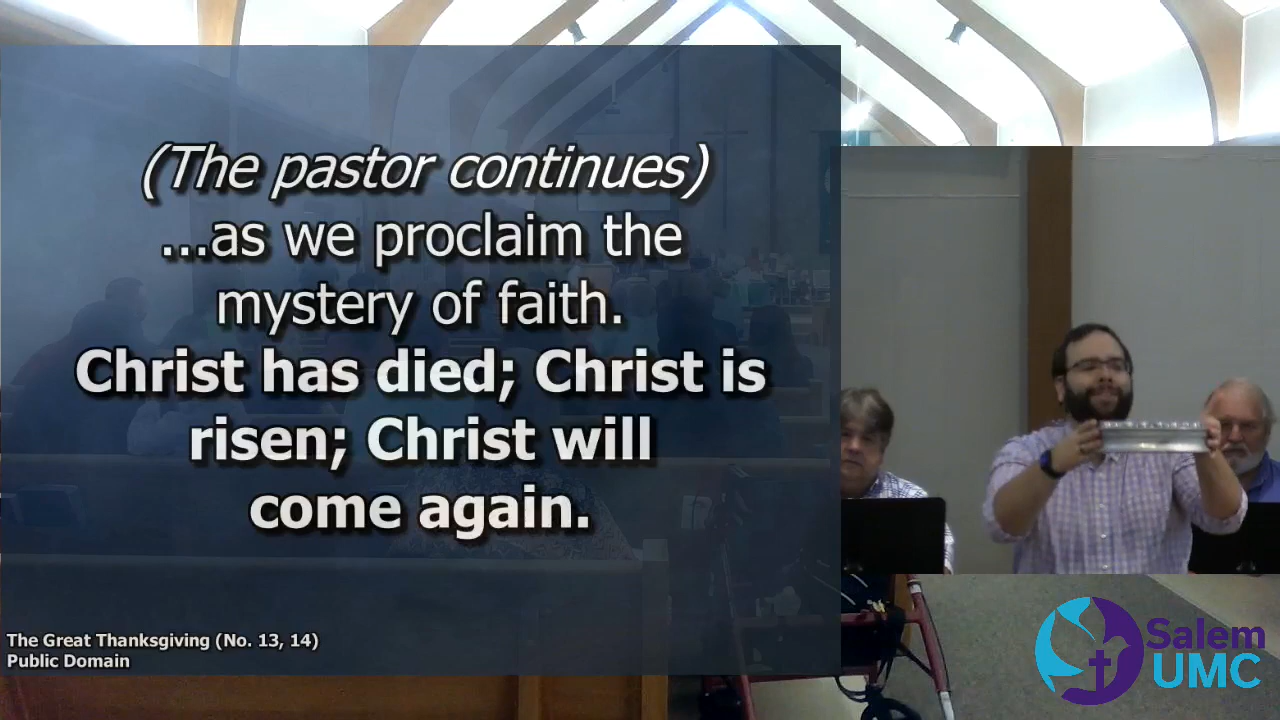 (The pastor continues)
...as we proclaim the
mystery of faith.
Christ has died; Christ is
risen; Christ will
come again.
The Great Thanksgiving (No. 13, 14)
Public Domain
Salem
UMC